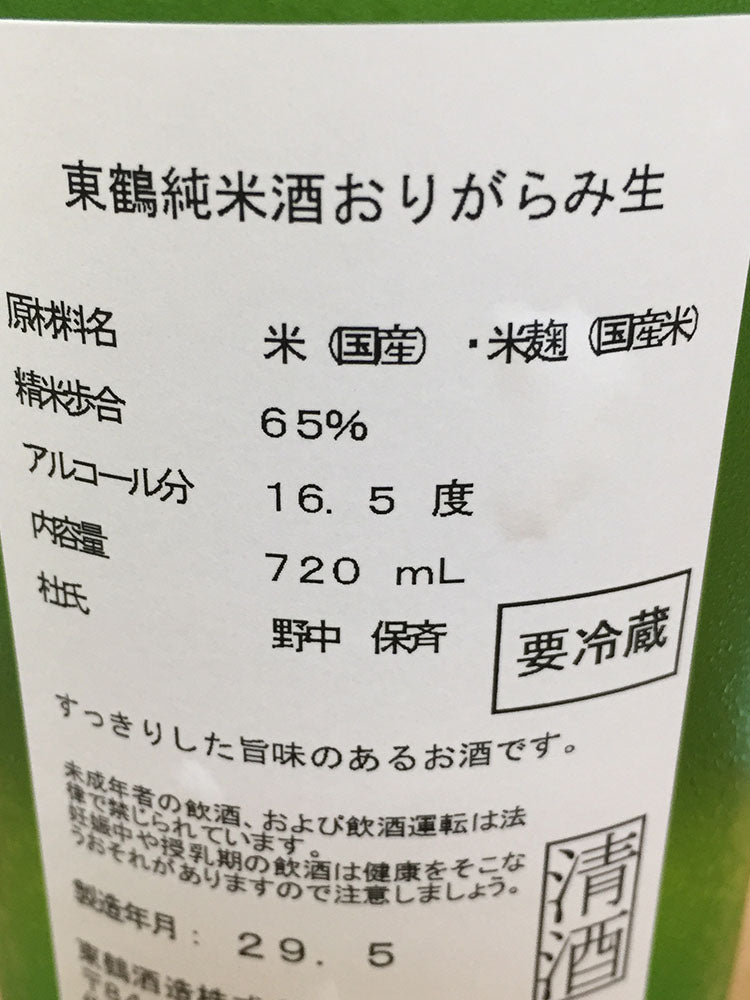 東鶴純米酒おりがらみ生
原材料名 米（国産）・米麹（国産米）
精米歩合 65%
アルコール分 16.5度
内容量 720 mL
杜氏 野中 保斉
要冷蔵
すっきりした旨味のあるお酒です。
未成年者の飲酒、および飲酒運転は法
律で禁じられています。
妊娠中や授乳期の飲酒は健康をそこな
うおそれがありますので注意しましょう。
製造年月：29.5
清酒
東鶴酒造株式
〒84